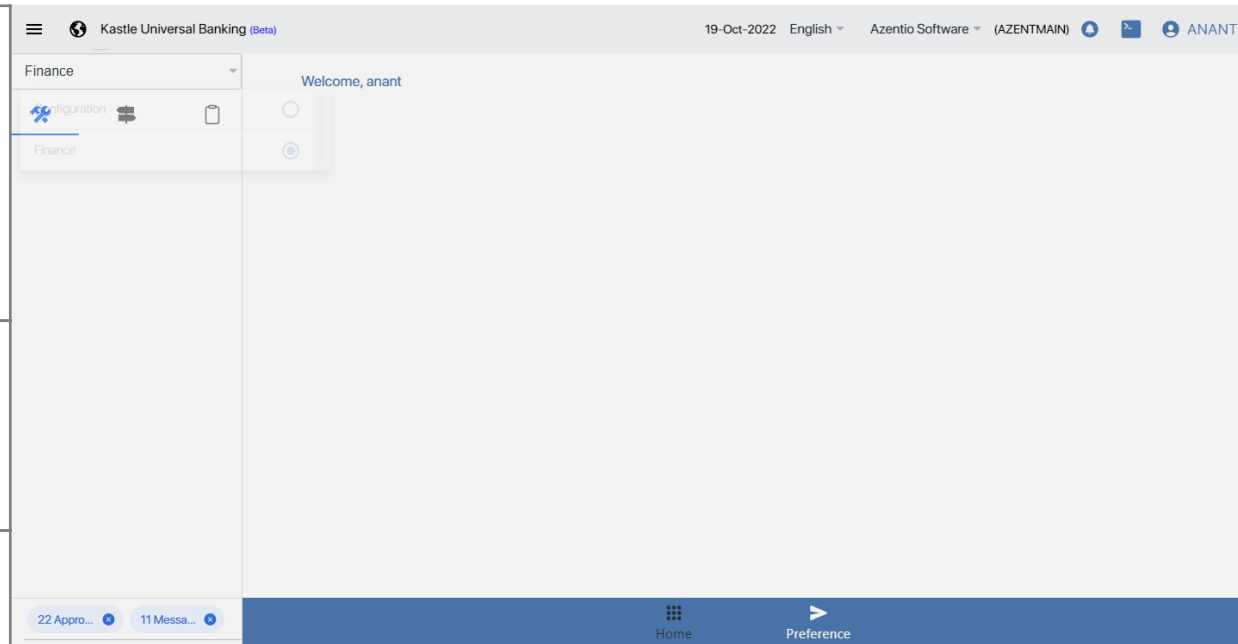 Kastle Universal Banking (Beta) 19-Oct-2022 English Azentio Software (AZENTMAIN) ANANT
Finance
Welcome, anant
Configuration
Finance
22 Appro... 11 Messa...
Home Preference